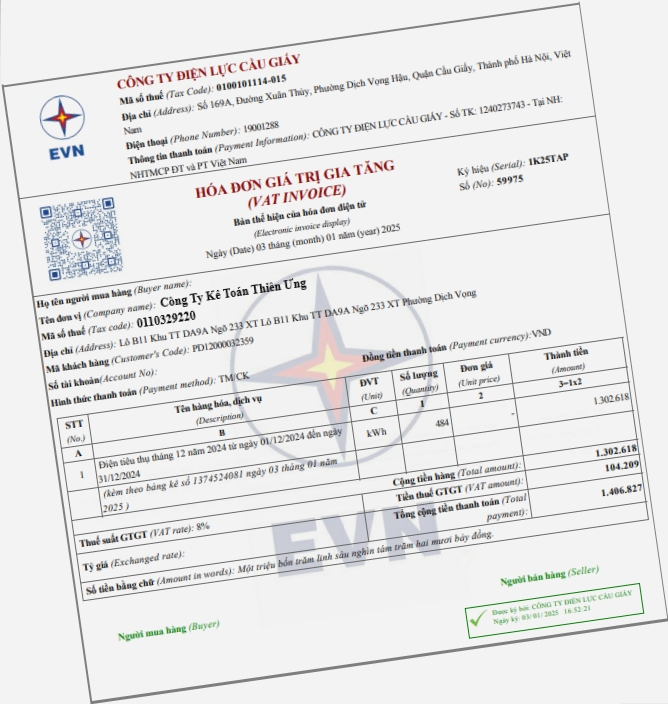 EVN
CÔNG TY ĐIỆN LỰC CẦU GIẤY
Mã số thuế (Tax Code): 0100101114-015
Địa chỉ (Address): Số 169A, Đường Xuân Thủy, Phường Dịch Vọng Hậu, Quận Cầu Giấy, Thành phố Hà Nội, Việt
Nam
Điện thoại (Phone Number): 19001288
Thông tin thanh toán (Payment Information): CÔNG TY ĐIỆN LỰC CẦU GIẤY - Số TK: 1240273743 - Tại NH:
NHTMCP ĐT và PT Việt Nam
HÓA ĐƠN GIÁ TRỊ GIA TĂNG
(VAT INVOICE)
Bản thể hiện của hóa đơn điện tử
(Electronic invoice display)
Ngày (Date) 03 tháng (month) 01 năm (year) 2025
Ký hiệu (Serial): 1K25TAP
Số (No): 59975
Họ tên người mua hàng (Buyer name):
Tên đơn vị (Company name): Công Ty Kê Toán Thiên Ưng
Mã số thuế (Tax code): 0110329220
Địa chỉ (Address): Lô B11 Khu TT DA9A Ngõ 233 XT Lô B11 Khu TT DA9A Ngõ 233 XT Phường Dịch Vọng
Mã khách hàng (Customer's Code): PD12000032359
Số tài khoản(Account No):
Đồng tiền thanh toán (Payment currency):VND
Hình thức thanh toán (Payment method): TM/CK
STT
(No.)
Tên hàng hóa, dịch vụ
(Description)
ĐVT
(Unit)
Số lượng
(Quantity)
Đơn giá
(Unit price)
Thành tiền
(Amount)
A
B
C
1
2
3=1x2
1
Điện tiêu thụ tháng 12 năm 2024 từ ngày 01/12/2024 đến ngày
31/12/2024
kWh
484
-
1.302.618
(kèm theo bảng kê số 1374524081 ngày 03 tháng 01 năm
2025 )
Cộng tiền hàng (Total amount):
1.302.618
Thuế suất GTGT (VAT rate): 8%
Tiền thuế GTGT (VAT amount):
104.209
Tỷ giá (Exchanged rate):
Tổng cộng tiền thanh toán (Total
payment):
1.406.827
Số tiền bằng chữ (Amount in words): Một triệu bốn trăm linh sáu nghìn tám trăm hai mươi bảy đồng.
EVN
Người mua hàng (Buyer)
Người bán hàng (Seller)
Được ký bởi: CÔNG TY ĐIỆN LỰC CẦU GIẤY
Ngày ký: 03/ 01/ 2025 16:52:21